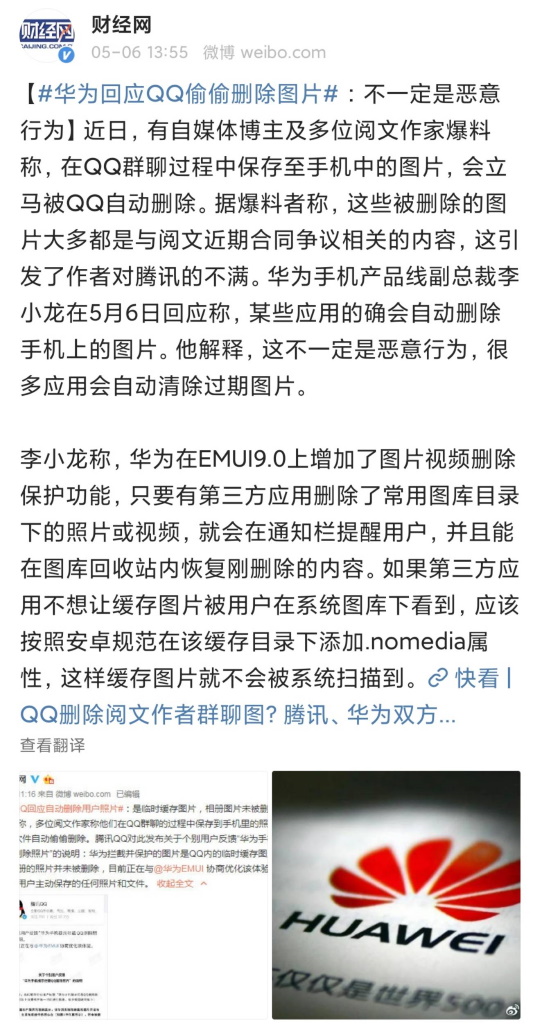 财经网
05-06 13:55 微博 weibo.com
【#华为回应QQ偷偷删除图片#：不一定是恶意
行为】近日，有自媒体博主及多位阅文作家爆料
称，在QQ群聊过程中保存至手机中的图片，会立
马被QQ自动删除。据爆料者称，这些被删除的图
片大多都是与阅文近期合同争议相关的内容，这引
发了作者对腾讯的不满。华为手机产品线副总裁李
小龙在5月6日回应称，某些应用的确会自动删除
手机上的图片。他解释，这不一定是恶意行为，很
多应用会自动清除过期图片。
李小龙称，华为在EMUI9.0上增加了图片视频删除
保护功能，只要有第三方应用删除了常用图库目录
下的照片或视频，就会在通知栏提醒用户，并且能
在图库回收站内恢复刚删除的内容。如果第三方应
用不想让缓存图片被用户在系统图库下看到，应该
按照安卓规范在该缓存目录下添加.nomedia属
性，这样缓存图片就不会被系统扫描到。快看丨
QQ删除阅文作者群聊图？腾讯、华为双方...
查看翻译
网
1:16 来自 微博 weibo.com 已编辑
QQ回应自动删除用户照片#：是临时缓存图片，相册图片未被删
称，多位阅文作家称他们在QQ群聊的过程中保存到手机里的照
文件自动偷偷删除。腾讯QQ对此发布关于个别用户反馈“华为手
删除照片”的说明：华为拦截并保护的图片是QQ内的临时缓存图
册的照片并未被删除，目前正在与@华为EMUI 协商优化该体验
用户主动保存的任何照片和文件。 收起全文
HUAWEI
仅仅是世界500